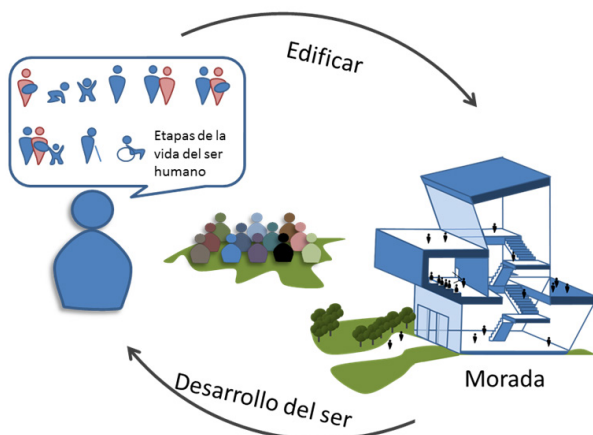 Edificar
Etapas de la
vida del ser
humano
Morada
Desarrollo del ser